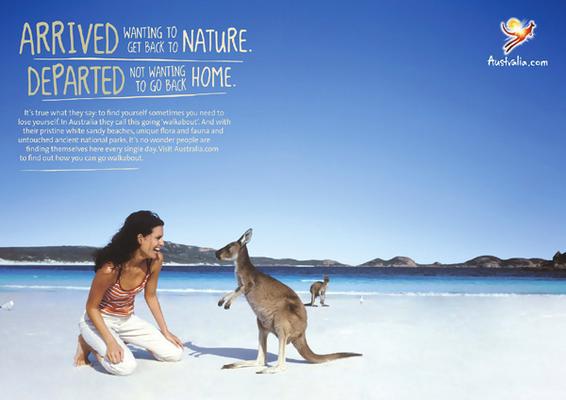 ARRIVED WANTING TO GET BACK TO NATURE.
DEPARTED NOT WANTING TO GO BACK HOME.
It's true what they say: to find yourself sometimes you need to
lose yourself. In Australia they call this going 'walkabout'. And with
their pristine white sandy beaches, unique flora and fauna and
untouched ancient national parks, it's no wonder people are
finding themselves here every single day. Visit Australia.com
to find out how you can go walkabout.
Australia.com